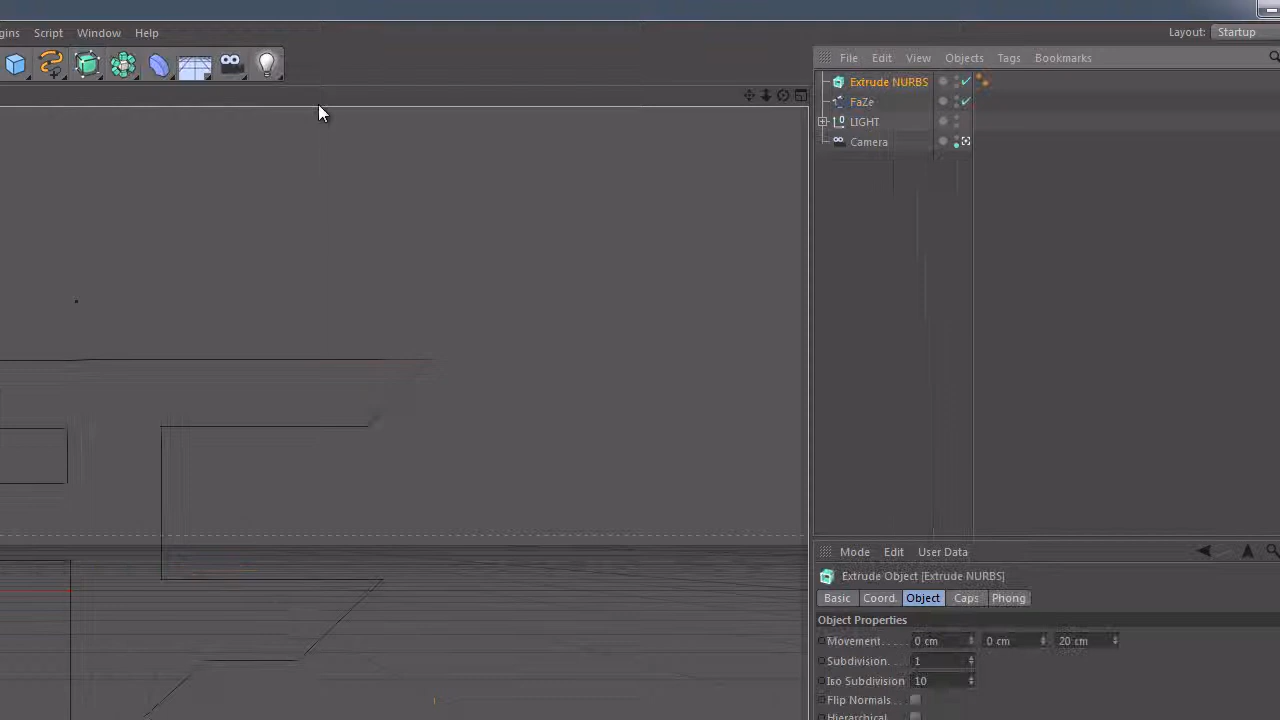 gins Script Window Help
Layout: Startup
File Edit View Objects Tags Bookmarks
Extrude NURBS
FaZe
LIGHT
Camera
Mode Edit User Data
Extrude Object [Extrude NURBS]
Basic Coord. Object Caps Phong
Object Properties
Movement. . . . 0 cm 0 cm 20 cm
Subdivision. . . 1
Iso Subdivision 10
Flip Normals . . .
Hierarchical. . . .